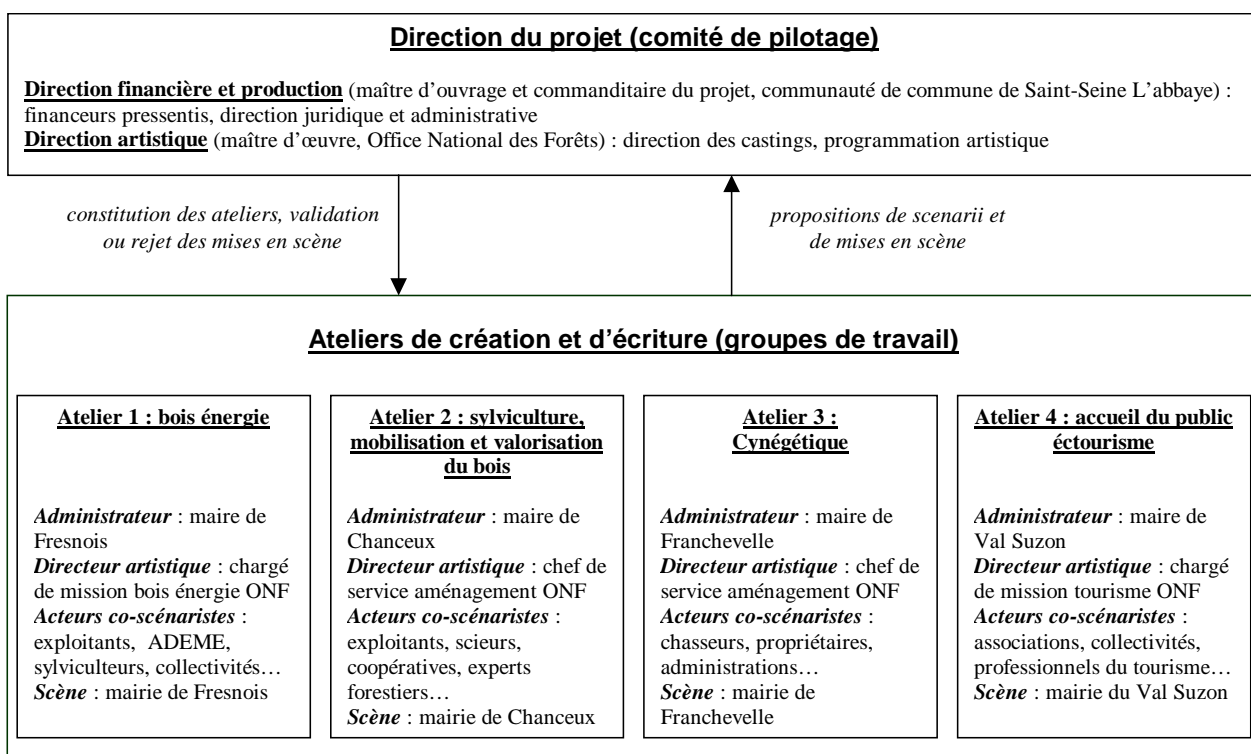 Direction du projet (comité de pilotage)
Direction financière et production (maître d’ouvrage et commanditaire du projet, communauté de commune de Saint-Seine L’abbaye) :
financeurs pressentis, direction juridique et administrative
Direction artistique (maître d’œuvre, Office National des Forêts) : direction des castings, programmation artistique
constitution des ateliers, validation
ou rejet des mises en scène
propositions de scenarii et
de mises en scène
Ateliers de création et d’écriture (groupes de travail)
Atelier 1 : bois énergie
Administrateur : maire de
Fresnois
Directeur artistique : chargé
de mission bois énergie ONF
Acteurs co-scénaristes :
exploitants, ADEME,
sylviculteurs, collectivités…
Scène : mairie de Fresnois
Atelier 2 : sylviculture,
mobilisation et valorisation
du bois
Administrateur : maire de
Chanceux
Directeur artistique : chef de
service aménagement ONF
Acteurs co-scénaristes :
exploitants, scieurs,
coopératives, experts
forestiers…
Scène : mairie de Chanceux
Atelier 3 :
Cynégétique
Administrateur : maire de
Franchevelle
Directeur artistique : chef de
service aménagement ONF
Acteurs co-scénaristes :
chasseurs, propriétaires,
administrations…
Scène : mairie de
Franchevelle
Atelier 4 : accueil du public
éctourisme
Administrateur : maire de
Val Suzon
Directeur artistique : chargé
de mission tourisme ONF
Acteurs co-scénaristes :
associations, collectivités,
professionnels du tourisme…
Scène : mairie du Val Suzon